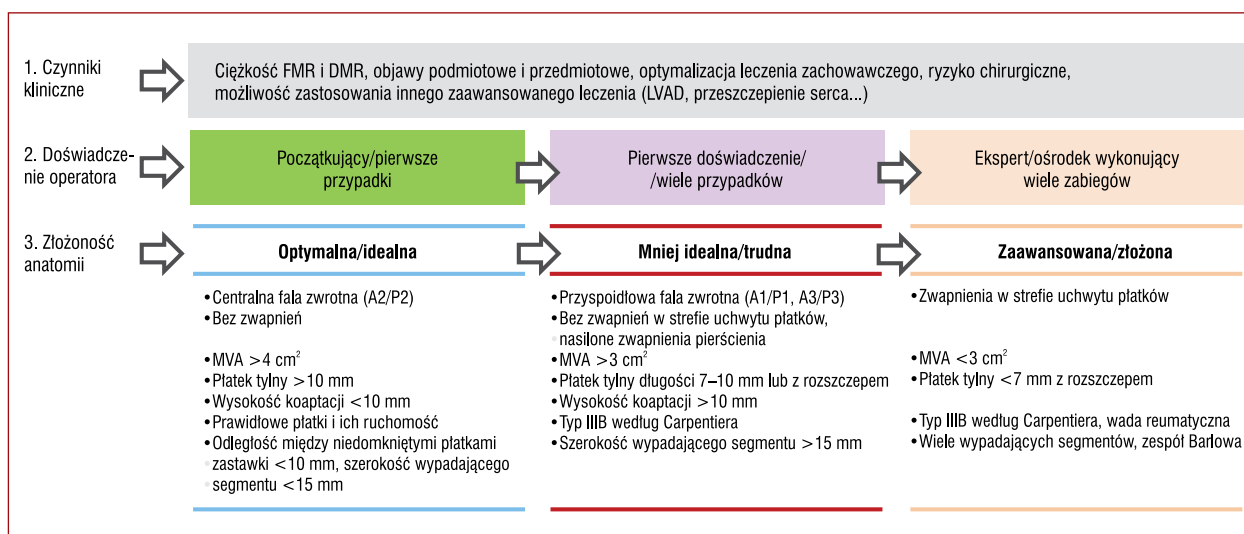 1. Czynniki
kliniczne
Ciężkość FMR i DMR, objawy podmiotowe i przedmiotowe, optymalizacja leczenia zachowawczego, ryzyko chirurgiczne,
możliwość zastosowania innego zaawansowanego leczenia (LVAD, przeszczepienie serca...)
2. Doświadcze-
nie operatora
Początkujący/pierwsze
przypadki
Pierwsze doświadczenie/
/wiele przypadków
Ekspert/ośrodek wykonujący
wiele zabiegów
3. Złożoność
anatomii
Optymalna/idealna
Mniej idealna/trudna
Zaawansowana/złożona
•Centralna fala zwrotna (A2/P2)
•Bez zwapnień
•MVA >4 cm²
•Płatek tylny >10 mm
•Wysokość koaptacji <10 mm
•Prawidłowe płatki i ich ruchomość
•Odległość między niedomkniętymi płatkami
•zastawki <10 mm, szerokość wypadającego
•segmentu <15 mm
•Przyspoidłowa fala zwrotna (A1/P1, A3/P3)
•Bez zwapnień w strefie uchwytu płatków,
•nasilone zwapnienia pierścienia
•MVA >3 cm²
•Płatek tylny długości 7–10 mm lub z rozszczepem
•Wysokość koaptacji >10 mm
•Typ IIIB według Carpentiera
•Szerokość wypadającego segmentu >15 mm
•Zwapnienia w strefie uchwytu płatków
•MVA <3 cm²
•Płatek tylny <7 mm z rozszczepem
•Typ IIIB według Carpentiera, wada reumatyczna
•Wiele wypadających segmentów, zespół Barlowa